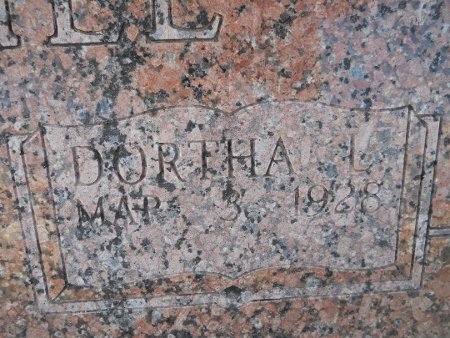 DORTHA L
MAR 3, 1928